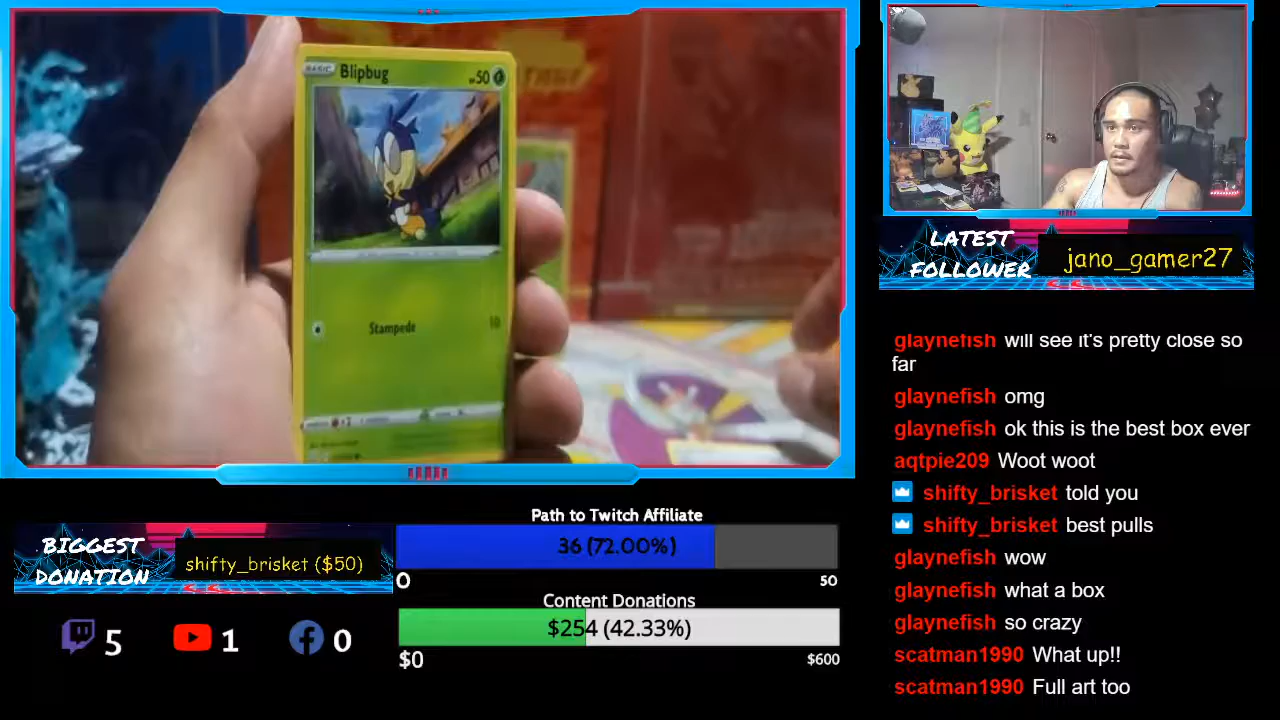 BASIC Blipbug 50
Stampede 10
LATEST
FOLLOWER
jano_gamer27
glaynefish will see it's pretty close so
far
glaynefish omg
glaynefish ok this is the best box ever
aqtpie209 Woot woot
shifty_brisket told you
shifty_brisket best pulls
glaynefish wow
glaynefish what a box
glaynefish so crazy
scatman1990 What up!!
scatman1990 Full art too
BIGGEST
DONATION
shifty_brisket ($50)
5 1 0
Path to Twitch Affiliate
36 (72.00%)
0 50
Content Donations
$254 (42.33%)
$0 $600